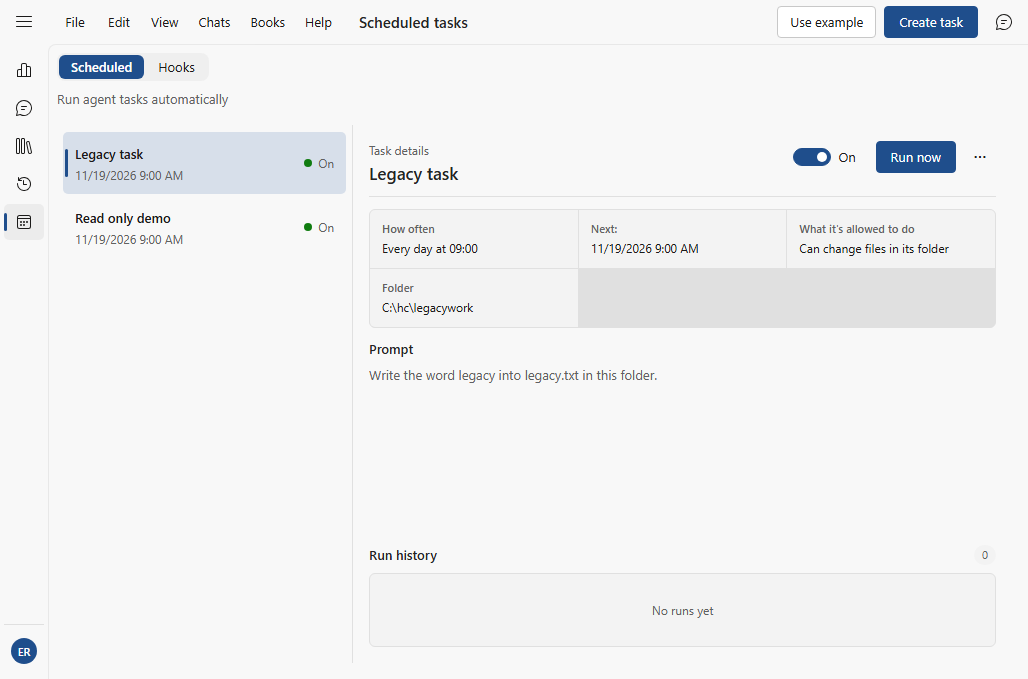 File Edit View Chats Books Help Scheduled tasks Use example Create task
Scheduled Hooks
Run agent tasks automatically
Legacy task
11/19/2026 9:00 AM
On
Read only demo
11/19/2026 9:00 AM
On
Task details
Legacy task
On Run now
How often
Every day at 09:00
Next:
11/19/2026 9:00 AM
What it's allowed to do
Can change files in its folder
Folder
C:\hc\legacywork
Prompt
Write the word legacy into legacy.txt in this folder.
Run history 0
No runs yet
ER